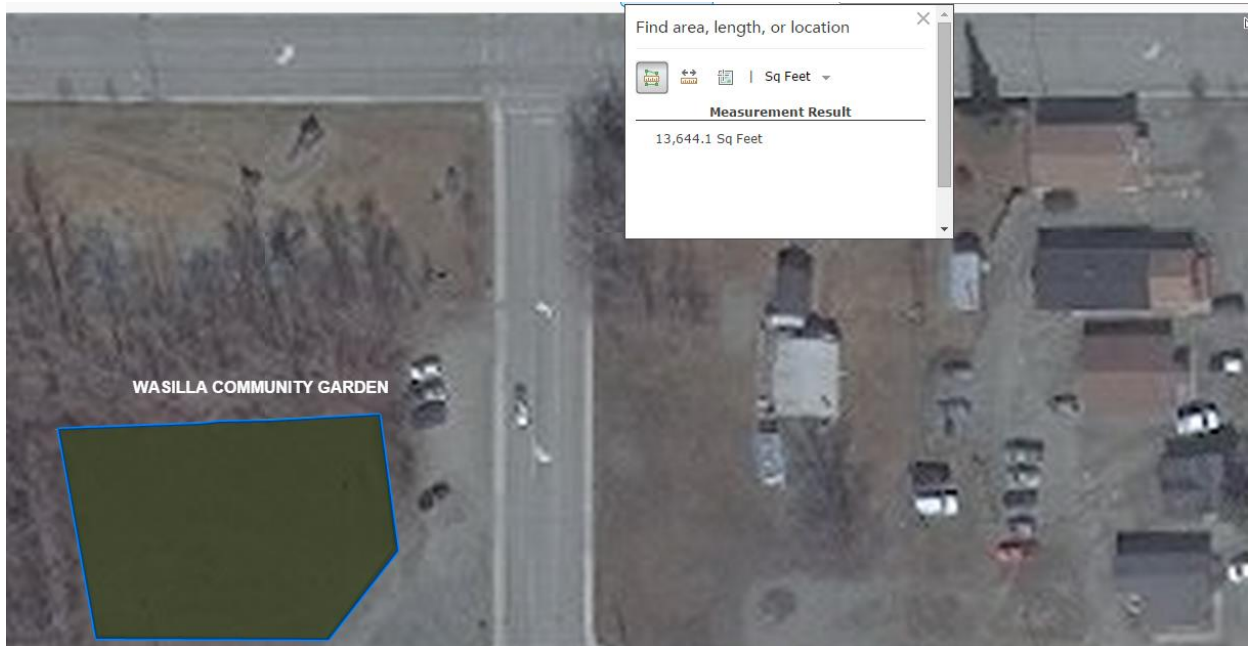 Find area, length, or location
| Sq Feet
Measurement Result
13,644.1 Sq Feet
WASILLA COMMUNITY GARDEN